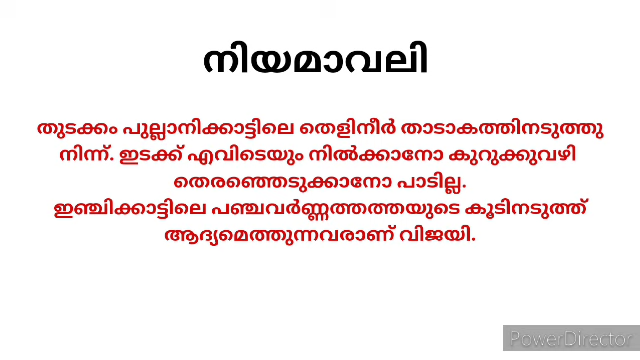 നിയമാവലി
തുടക്കം പുല്ലാനിക്കാട്ടിലെ തെളിനീർ താടാകത്തിനടുത്തു
നിന്ന്. ഇടക്ക് എവിടെയും നിൽക്കാനോ കുറുക്കുവഴി
തെരഞ്ഞെടുക്കാനോ പാടില്ല.
ഇഞ്ചിക്കാട്ടിലെ പഞ്ചവർണ്ണത്തത്തയുടെ കൂടിനടുത്ത്
ആദ്യമെത്തുന്നവരാണ് വിജയി.
PowerDirector